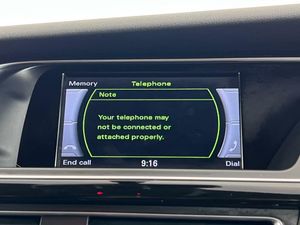 Memory Telephone
Note
Your telephone may
not be connected or
attached properly.
End call 9:16 Dial